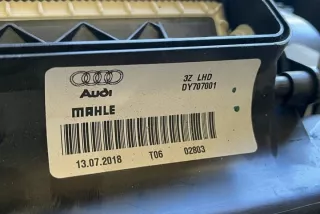 3Z LHD
Audi DY707001
MAHLE
13.07.2018 T06 02803